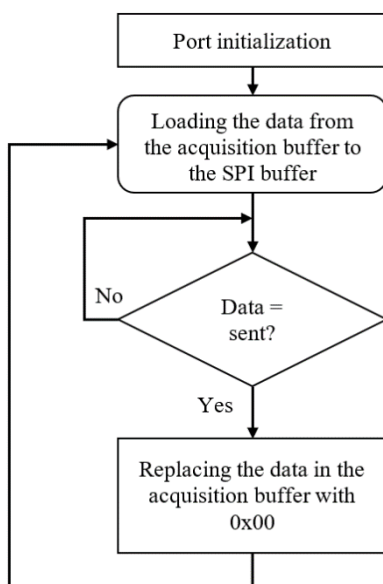 Port initialization
Loading the data from
the acquisition buffer to
the SPI buffer
No
Data =
sent?
Yes
Replacing the data in the
acquisition buffer with
0x00